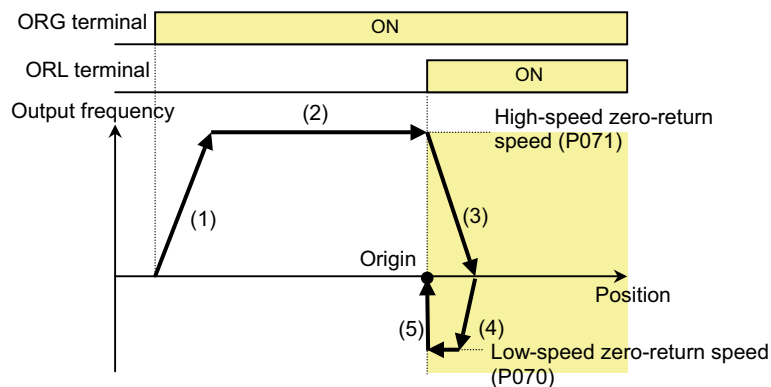 ORG terminal
ON
ORL terminal
ON
Output frequency
(2)
High-speed zero-return
speed (P071)
(1)
(3)
Origin
Position
(5)
(4)
Low-speed zero-return speed
(P070)